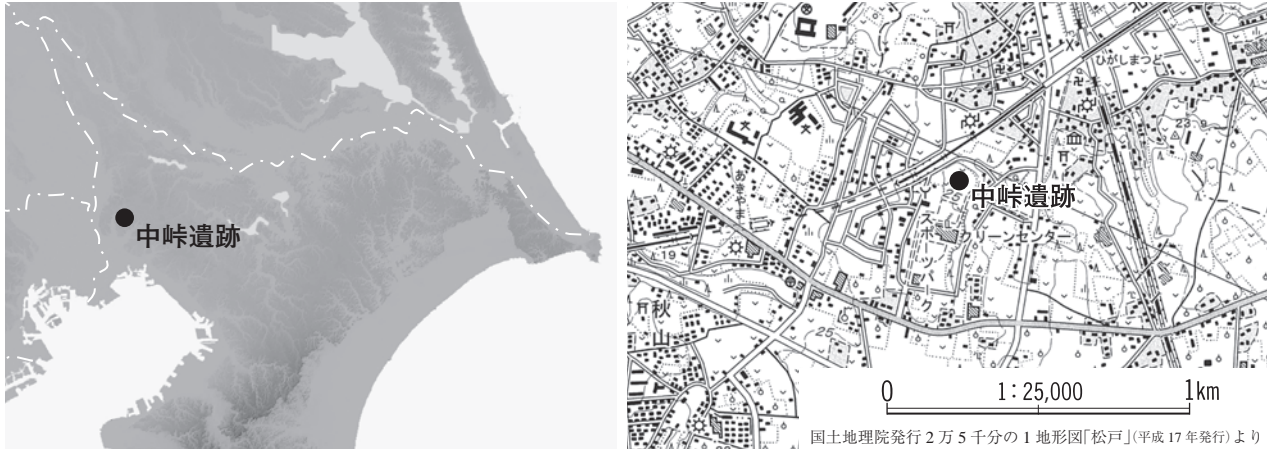 中峠遺跡
ひがしまつど
23.9
あきやま
中峠遺跡
25
スポーツパーク
クリーンセンター
19
秋山
25
0
1:25,000
1km
国土地理院発行2万5千分の1地形図「松戸」(平成17年発行)より